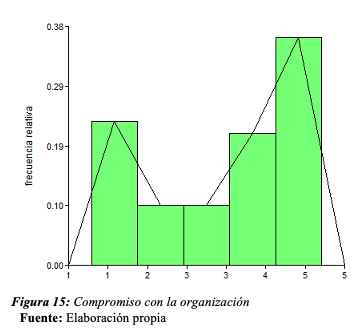 0.38
0.29
0.19
0.10
0.00
frecuencia relativa
1 1 2 3 3 4 5 5
Figura 15: Compromiso con la organización
Fuente: Elaboración propia